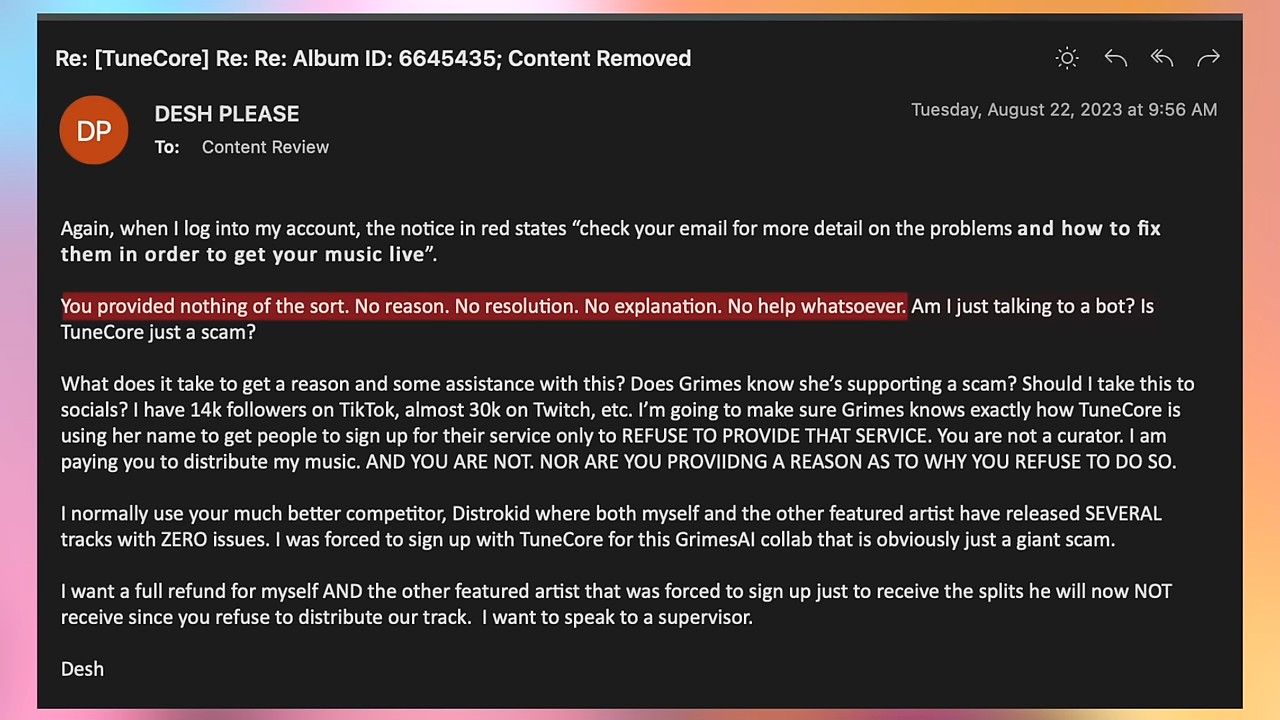 Re: [TuneCore] Re: Re: Album ID: 6645435; Content Removed
DP
DESH PLEASE
Tuesday, August 22, 2023 at 9:56 AM
To: Content Review
Again, when I log into my account, the notice in red states “check your email for more detail on the problems and how to fix
them in order to get your music live”.
You provided nothing of the sort. No reason. No resolution. No explanation. No help whatsoever. Am I just talking to a bot? Is
TuneCore just a scam?
What does it take to get a reason and some assistance with this? Does Grimes know she’s supporting a scam? Should I take this to
socials? I have 14k followers on TikTok, almost 30k on Twitch, etc. I’m going to make sure Grimes knows exactly how TuneCore is
using her name to get people to sign up for their service only to REFUSE TO PROVIDE THAT SERVICE. You are not a curator. I am
paying you to distribute my music. AND YOU ARE NOT. NOR ARE YOU PROVIIDNG A REASON AS TO WHY YOU REFUSE TO DO SO.
I normally use your much better competitor, Distrokid where both myself and the other featured artist have released SEVERAL
tracks with ZERO issues. I was forced to sign up with TuneCore for this GrimesAI collab that is obviously just a giant scam.
I want a full refund for myself AND the other featured artist that was forced to sign up just to receive the splits he will now NOT
receive since you refuse to distribute our track.  I want to speak to a supervisor.
Desh